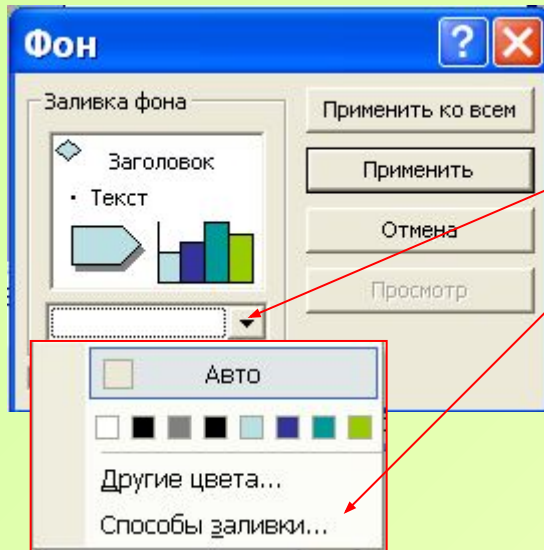 Фон
?
Заливка фона
Заголовок
• Текст
Применить ко всем
Применить
Отмена
Просмотр
Авто
Другие цвета...
Способы заливки...